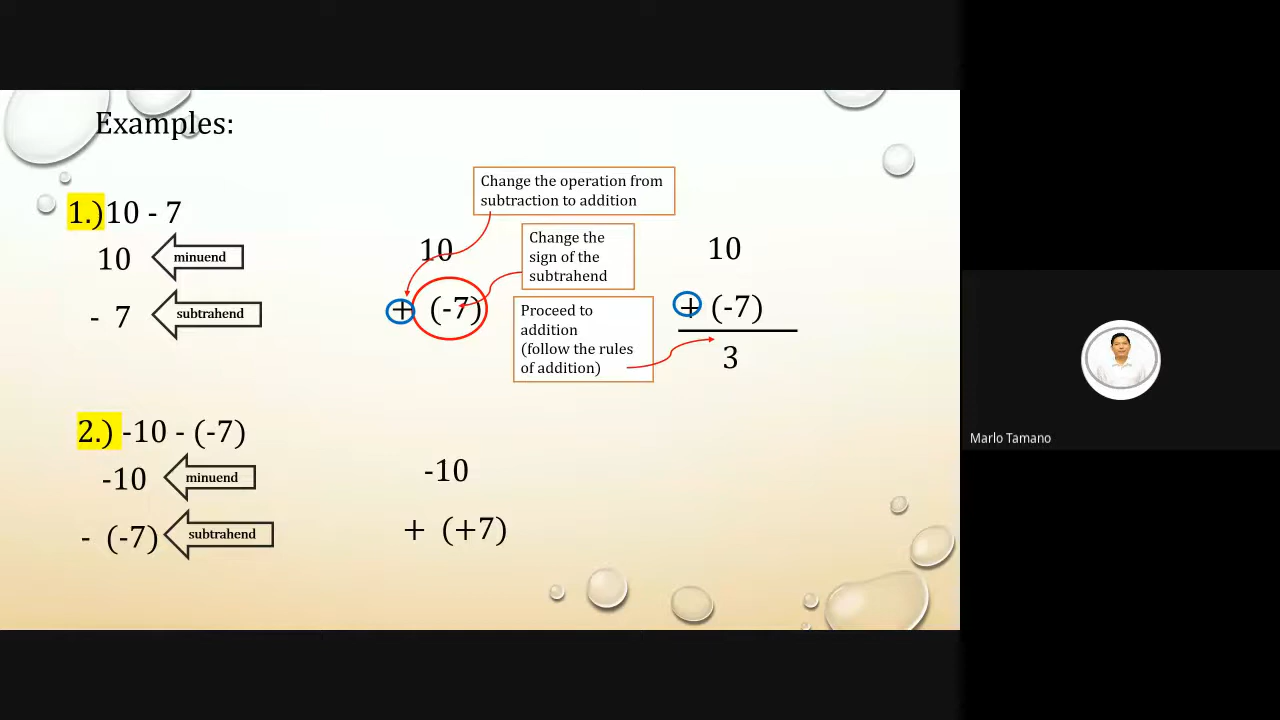 Examples:
1.)10 - 7
10
minuend
- 7
subtrahend
Change the operation from
subtraction to addition
10
Change the
sign of the
subtrahend
+ (-7)
Proceed to
addition
(follow the rules
of addition)
10
+ (-7)
3
2.) -10 - (-7)
-10
minuend
- (-7)
subtrahend
-10
+ (+7)
Marlo Tamano